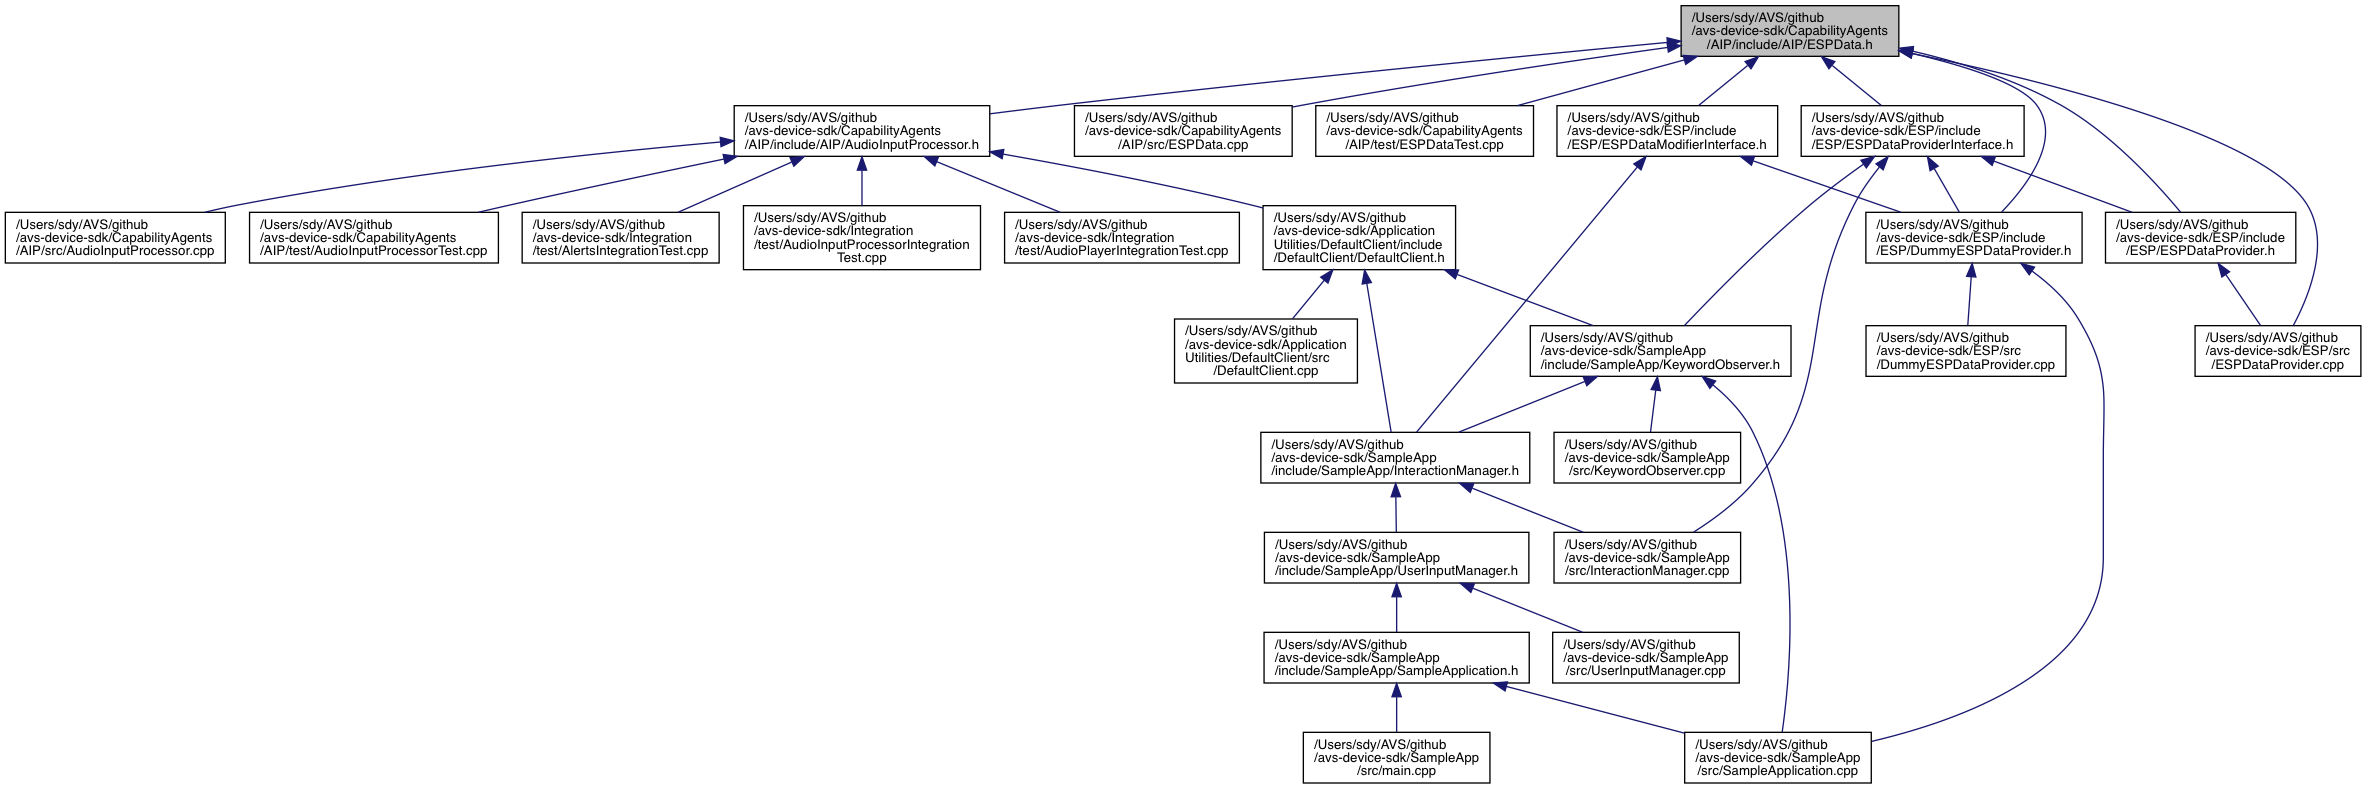 /Users/sdy/AVS/github
/avs-device-sdk/CapabilityAgents
/AIP/include/AIP/ESPData.h
/Users/sdy/AVS/github
/avs-device-sdk/CapabilityAgents
/AIP/include/AIP/AudioInputProcessor.h
/Users/sdy/AVS/github
/avs-device-sdk/CapabilityAgents
/AIP/src/ESPData.cpp
/Users/sdy/AVS/github
/avs-device-sdk/CapabilityAgents
/AIP/test/ESPDataTest.cpp
/Users/sdy/AVS/github
/avs-device-sdk/ESP/include
/ESP/ESPDataModifierInterface.h
/Users/sdy/AVS/github
/avs-device-sdk/ESP/include
/ESP/ESPDataProviderInterface.h
/Users/sdy/AVS/github
/avs-device-sdk/CapabilityAgents
/AIP/src/AudioInputProcessor.cpp
/Users/sdy/AVS/github
/avs-device-sdk/CapabilityAgents
/AIP/test/AudioInputProcessorTest.cpp
/Users/sdy/AVS/github
/avs-device-sdk/Integration
/test/AlertsIntegrationTest.cpp
/Users/sdy/AVS/github
/avs-device-sdk/Integration
/test/AudioInputProcessorIntegration
Test.cpp
/Users/sdy/AVS/github
/avs-device-sdk/Integration
/test/AudioPlayerIntegrationTest.cpp
/Users/sdy/AVS/github
/avs-device-sdk/Application
Utilities/DefaultClient/include
/DefaultClient/DefaultClient.h
/Users/sdy/AVS/github
/avs-device-sdk/ESP/include
/ESP/DummyESPDataProvider.h
/Users/sdy/AVS/github
/avs-device-sdk/ESP/include
/ESP/ESPDataProvider.h
/Users/sdy/AVS/github
/avs-device-sdk/Application
Utilities/DefaultClient/src
/DefaultClient.cpp
/Users/sdy/AVS/github
/avs-device-sdk/SampleApp
/include/SampleApp/KeywordObserver.h
/Users/sdy/AVS/github
/avs-device-sdk/ESP/src
/DummyESPDataProvider.cpp
/Users/sdy/AVS/github
/avs-device-sdk/ESP/src
/ESPDataProvider.cpp
/Users/sdy/AVS/github
/avs-device-sdk/SampleApp
/include/SampleApp/InteractionManager.h
/Users/sdy/AVS/github
/avs-device-sdk/SampleApp
/src/KeywordObserver.cpp
/Users/sdy/AVS/github
/avs-device-sdk/SampleApp
/include/SampleApp/UserInputManager.h
/Users/sdy/AVS/github
/avs-device-sdk/SampleApp
/src/InteractionManager.cpp
/Users/sdy/AVS/github
/avs-device-sdk/SampleApp
/include/SampleApp/SampleApplication.h
/Users/sdy/AVS/github
/avs-device-sdk/SampleApp
/src/UserInputManager.cpp
/Users/sdy/AVS/github
/avs-device-sdk/SampleApp
/src/main.cpp
/Users/sdy/AVS/github
/avs-device-sdk/SampleApp
/src/SampleApplication.cpp